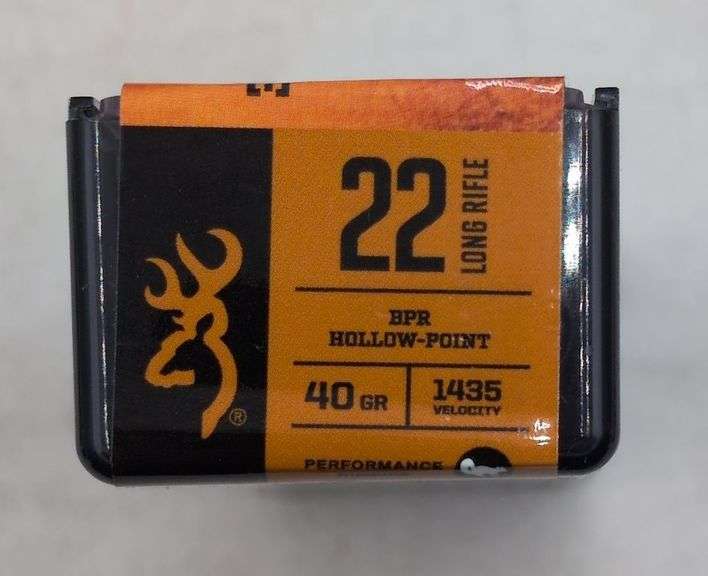 22
LONG RIFLE
BPR
HOLLOW-POINT
40 GR
1435
VELOCITY
®
PERFORMANCE